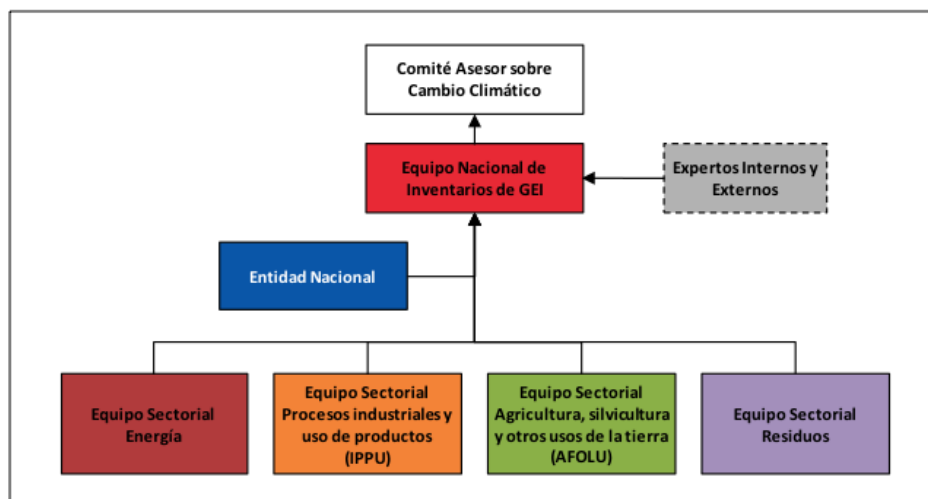 Comité Asesor sobre
Cambio Climático
Equipo Nacional de
Inventarios de GEI
Expertos Internos y
Externos
Entidad Nacional
Equipo Sectorial
Energía
Equipo Sectorial
Procesos industriales y
uso de productos
(IPPU)
Equipo Sectorial
Agricultura, silvicultura
y otros usos de la tierra
(AFOLU)
Equipo Sectorial
Residuos